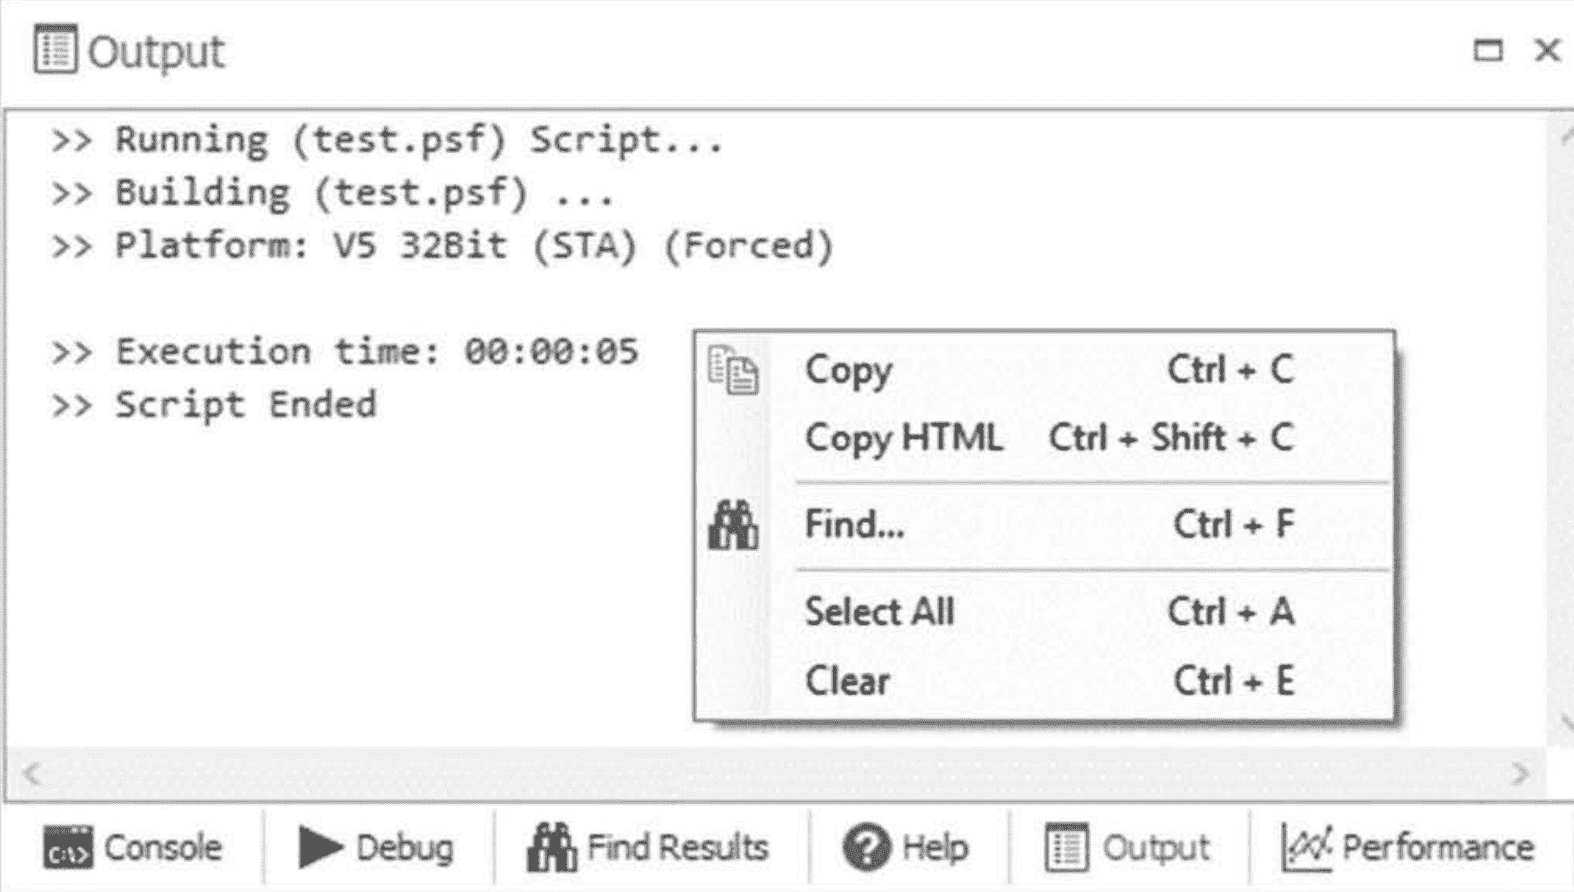 Output
>> Running (test.psf) Script...
>> Building (test.psf) ...
>> Platform: V5 32Bit (STA) (Forced)
>> Execution time: 00:00:05
>> Script Ended
Copy Ctrl + C
Copy HTML Ctrl + Shift + C
Find... Ctrl + F
Select All Ctrl + A
Clear Ctrl + E
C:\> Console Debug Find Results ? Help Output Performance